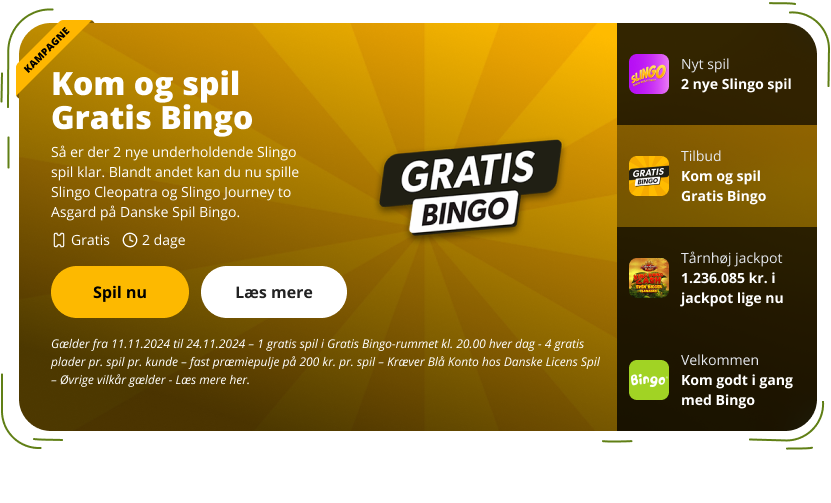 KAMPAGNE
Kom og spil
Gratis Bingo
Så er der 2 nye underholdende Slingo
spil klar. Blandt andet kan du nu spille
Slingo Cleopatra og Slingo Journey to
Asgard på Danske Spil Bingo.
Gratis 2 dage
Spil nu
Læs mere
Gælder fra 11.11.2024 til 24.11.2024 – 1 gratis spil i Gratis Bingo-rummet kl. 20.00 hver dag - 4 gratis
plader pr. spil pr. kunde – fast præmiepulje på 200 kr. pr. spil – Kræver Blå Konto hos Danske Licens Spil
– Øvrige vilkår gælder - Læs mere her.
GRATIS
BINGO
SLINGO
Nyt spil
2 nye Slingo spil
GRATIS
BINGO
Tilbud
Kom og spil
Gratis Bingo
Tårnhøj jackpot
1.236.085 kr. i
jackpot lige nu
Bingo
Velkommen
Kom godt i gang
med Bingo